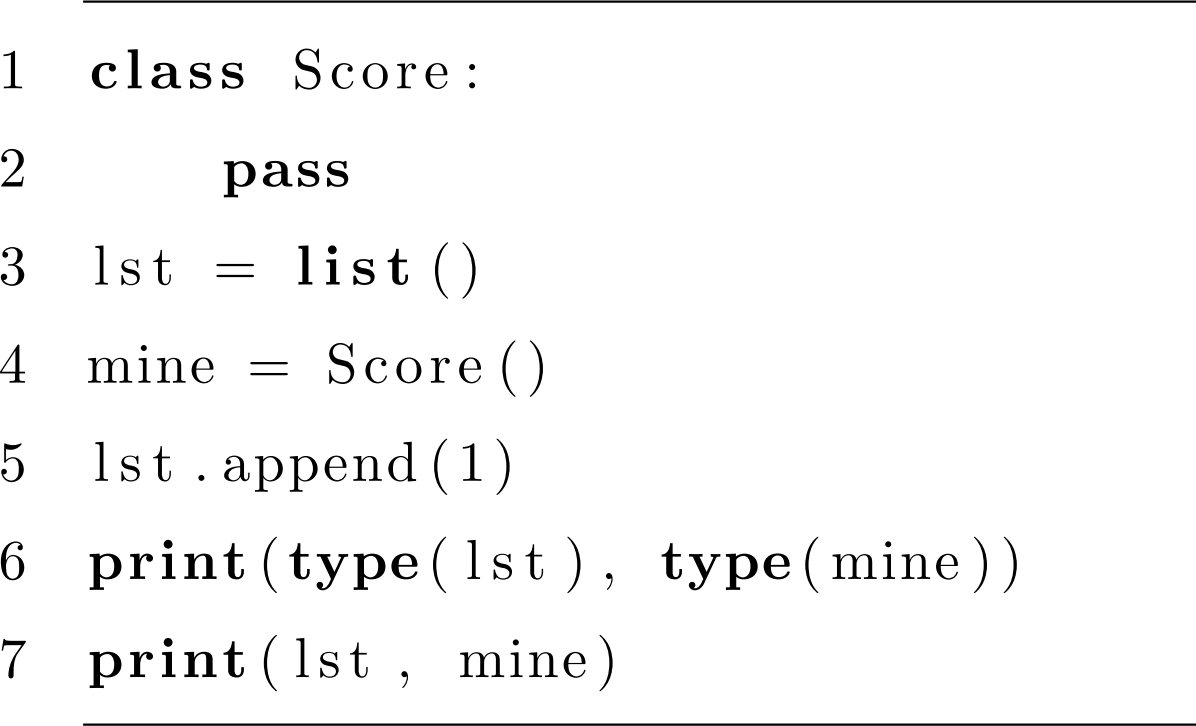 1 class Score:
2     pass
3 lst = list()
4 mine = Score()
5 lst.append(1)
6 print(type(lst), type(mine))
7 print(lst, mine)